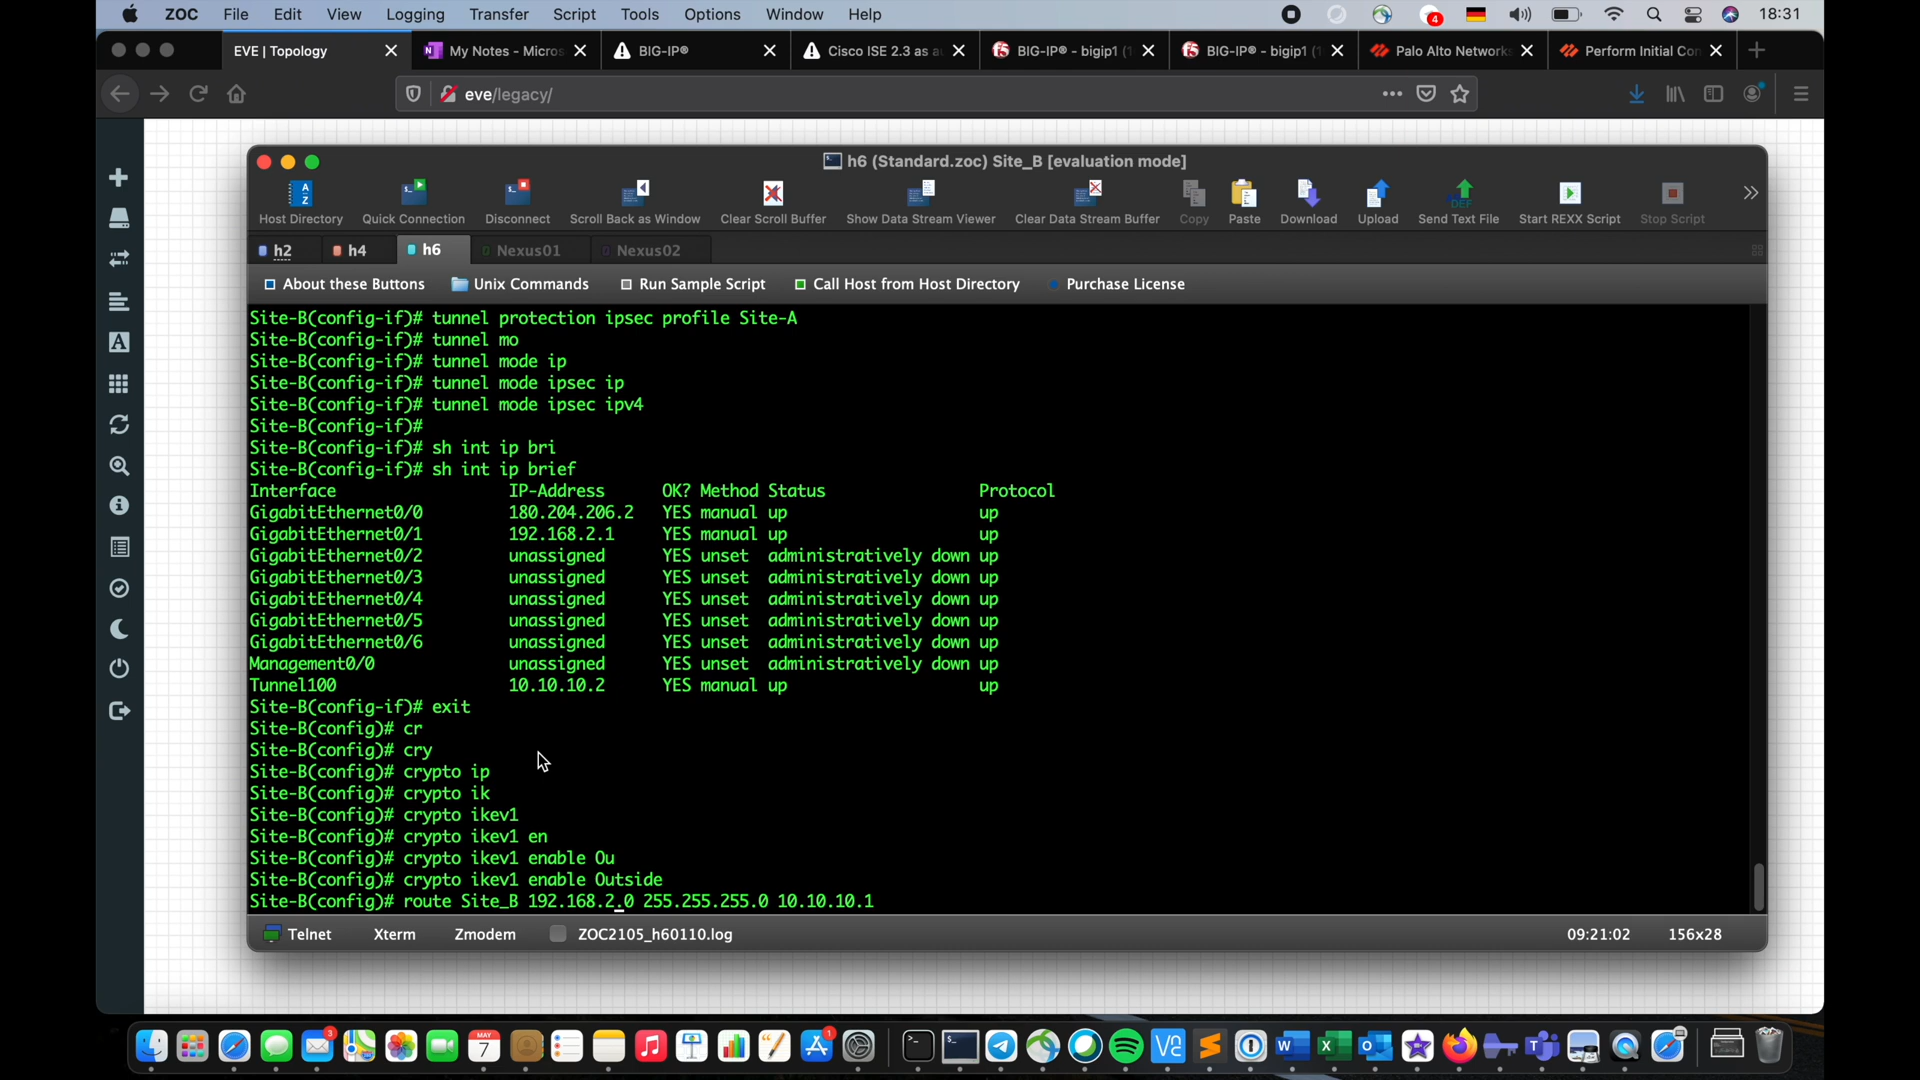 ZOC File Edit View Logging Transfer Script Tools Options Window Help 4 18:31
EVE | Topology My Notes - Micros BIG-IP® Cisco ISE 2.3 as a BIG-IP® - bigip1 (1 BIG-IP® - bigip1 (1 Palo Alto Network Perform Initial Con
eve/legacy/
h6 (Standard.zoc) Site_B [evaluation mode]
Host Directory Quick Connection Disconnect Scroll Back as Window Clear Scroll Buffer Show Data Stream Viewer Clear Data Stream Buffer Copy Paste Download Upload Send Text File Start REXX Script Stop Script
h2 h4 h6 Nexus01 Nexus02
About these Buttons Unix Commands Run Sample Script Call Host from Host Directory Purchase License
Site-B(config-if)# tunnel protection ipsec profile Site-A
Site-B(config-if)# tunnel mo
Site-B(config-if)# tunnel mode ip
Site-B(config-if)# tunnel mode ipsec ip
Site-B(config-if)# tunnel mode ipsec ipv4
Site-B(config-if)#
Site-B(config-if)# sh int ip bri
Site-B(config-if)# sh int ip brief
Interface IP-Address OK? Method Status Protocol
GigabitEthernet0/0 180.204.206.2 YES manual up up
GigabitEthernet0/1 192.168.2.1 YES manual up up
GigabitEthernet0/2 unassigned YES unset administratively down up
GigabitEthernet0/3 unassigned YES unset administratively down up
GigabitEthernet0/4 unassigned YES unset administratively down up
GigabitEthernet0/5 unassigned YES unset administratively down up
GigabitEthernet0/6 unassigned YES unset administratively down up
Management0/0 unassigned YES unset administratively down up
Tunnel100 10.10.10.2 YES manual up up
Site-B(config-if)# exit
Site-B(config)# cr
Site-B(config)# cry
Site-B(config)# crypto ip
Site-B(config)# crypto ik
Site-B(config)# crypto ikev1
Site-B(config)# crypto ikev1 en
Site-B(config)# crypto ikev1 enable Ou
Site-B(config)# crypto ikev1 enable Outside
Site-B(config)# route Site_B 192.168.2.0 255.255.255.0 10.10.10.1
Telnet Xterm Zmodem ZOC2105_h60110.log 09:21:02 156x28